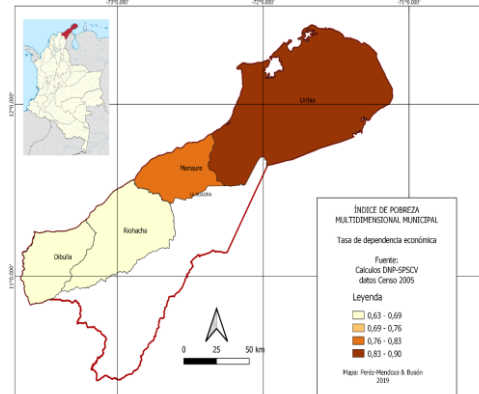 -73°0,000'
-72°0,000'
-71°0,000'
12°0,000'
Uribia
Manaure
LA GUAJIRA
Riohacha
Dibulla
11°0,000'
0 25 50 km
ÍNDICE DE POBREZA
MULTIDIMENSIONAL MUNICIPAL
Tasa de dependencia económica
Fuente:
Calculos DNP-SPSCV
datos Censo 2005
Leyenda
0,63 - 0,69
0,69 - 0,76
0,76 - 0,83
0,83 - 0,90
Mapa: Peréz-Mendoza & Busón
2019